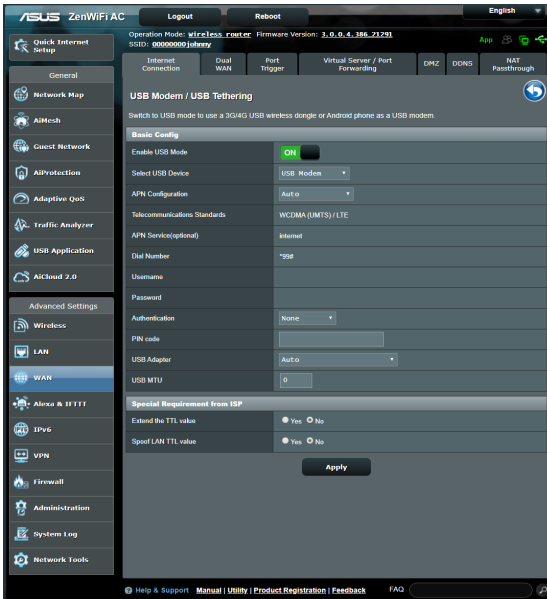 ASUS ZenWiFi AC
Logout
Reboot
English
Operation Mode: Wireless router Firmware Version: 3.0.0.4.386_21291
SSID: 00000000johnny
App
Quick Internet
Setup
General
Network Map
AiMesh
Guest Network
AiProtection
Adaptive QoS
Traffic Analyzer
USB Application
AiCloud 2.0
Advanced Settings
Wireless
LAN
WAN
Alexa & IFTTT
IPv6
VPN
Firewall
Administration
System Log
Network Tools
Internet
Connection
Dual
WAN
Port
Trigger
Virtual Server / Port
Forwarding
DMZ
DDNS
NAT
Passthrough
USB Modem / USB Tethering
Switch to USB mode to use a 3G/4G USB wireless dongle or Android phone as a USB modem.
Basic Config
Enable USB Mode
ON
Select USB Device
USB Modem
APN Configuration
Auto
Telecommunications Standards
WCDMA (UMTS) / LTE
APN Service(optional)
internet
Dial Number
*99#
Username
Password
Authentication
None
PIN code
USB Adapter
Auto
USB MTU
0
Special Requirement from ISP
Extend the TTL value
Yes No
Spoof LAN TTL value
Yes No
Apply
Help & Support Manual | Utility | Product Registration | Feedback FAQ